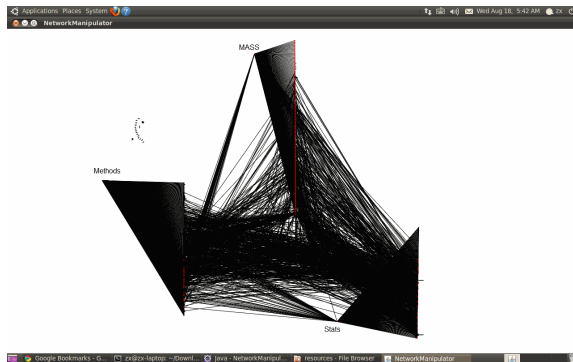 Applications Places System
Wed Aug 18, 5:42 AM zx
NetworkManipulator
MASS
Methods
Stats
Google Bookmarks - G... zx@zx-laptop: ~/Downl... Java - NetworkManipul... resources - File Browser NetworkManipulator